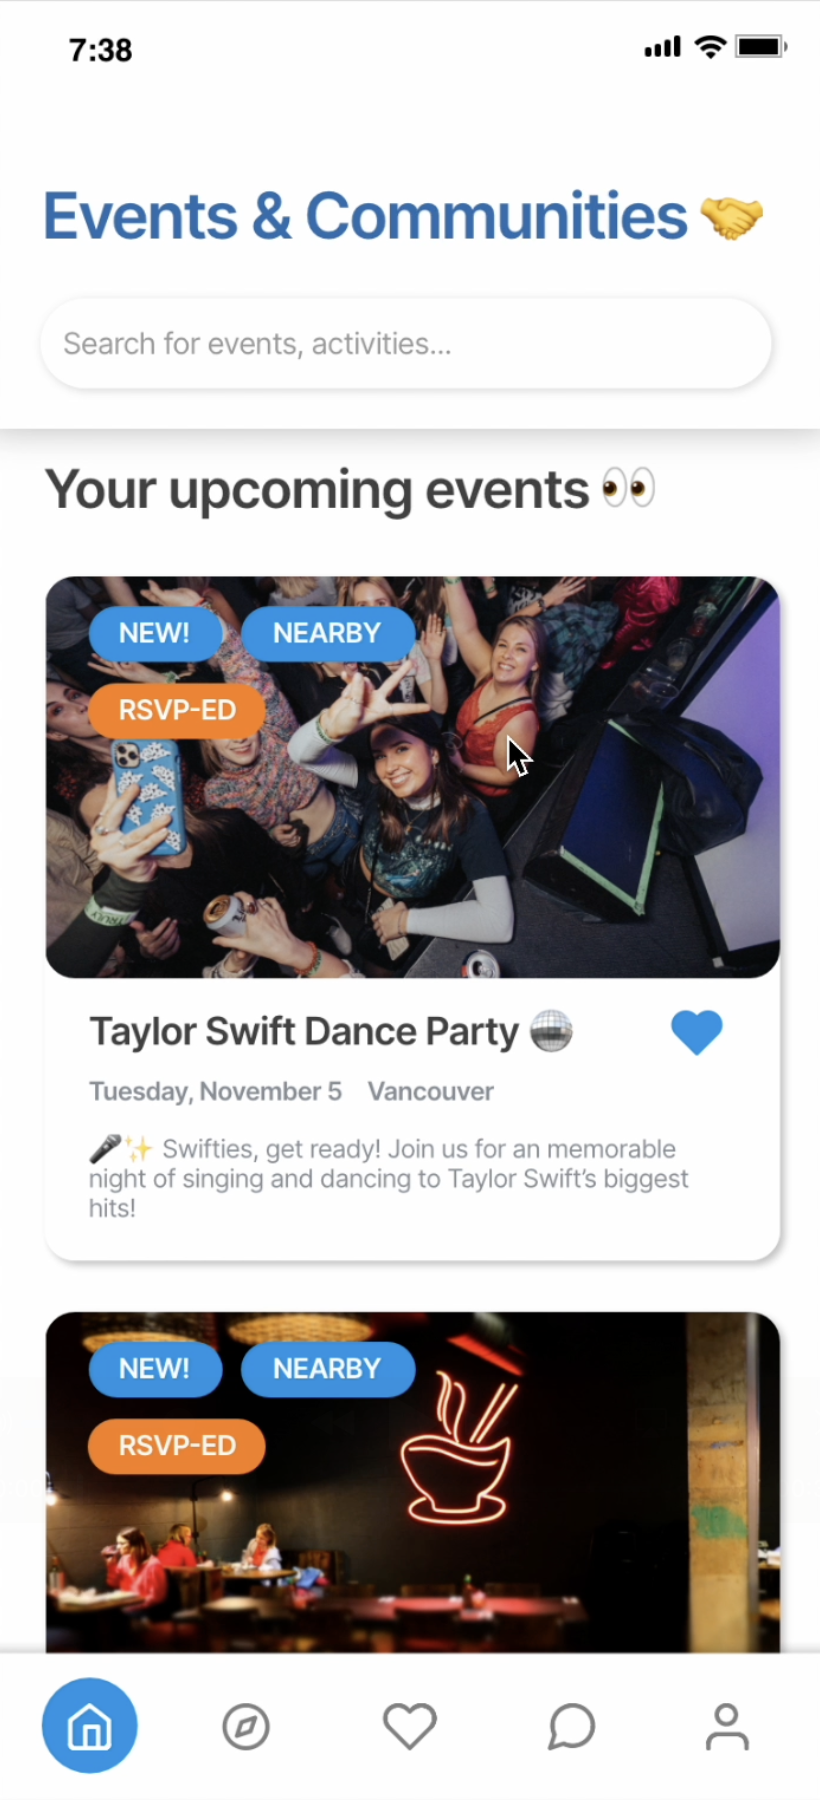 7:38
Events & Communities 🤝
Search for events, activities...
Your upcoming events 👀
NEW! NEARBY
RSVP-ED
TRULY
Taylor Swift Dance Party 🪩
Tuesday, November 5 Vancouver
🎤✨ Swifties, get ready! Join us for an memorable
night of singing and dancing to Taylor Swift’s biggest
hits!
NEW! NEARBY
RSVP-ED